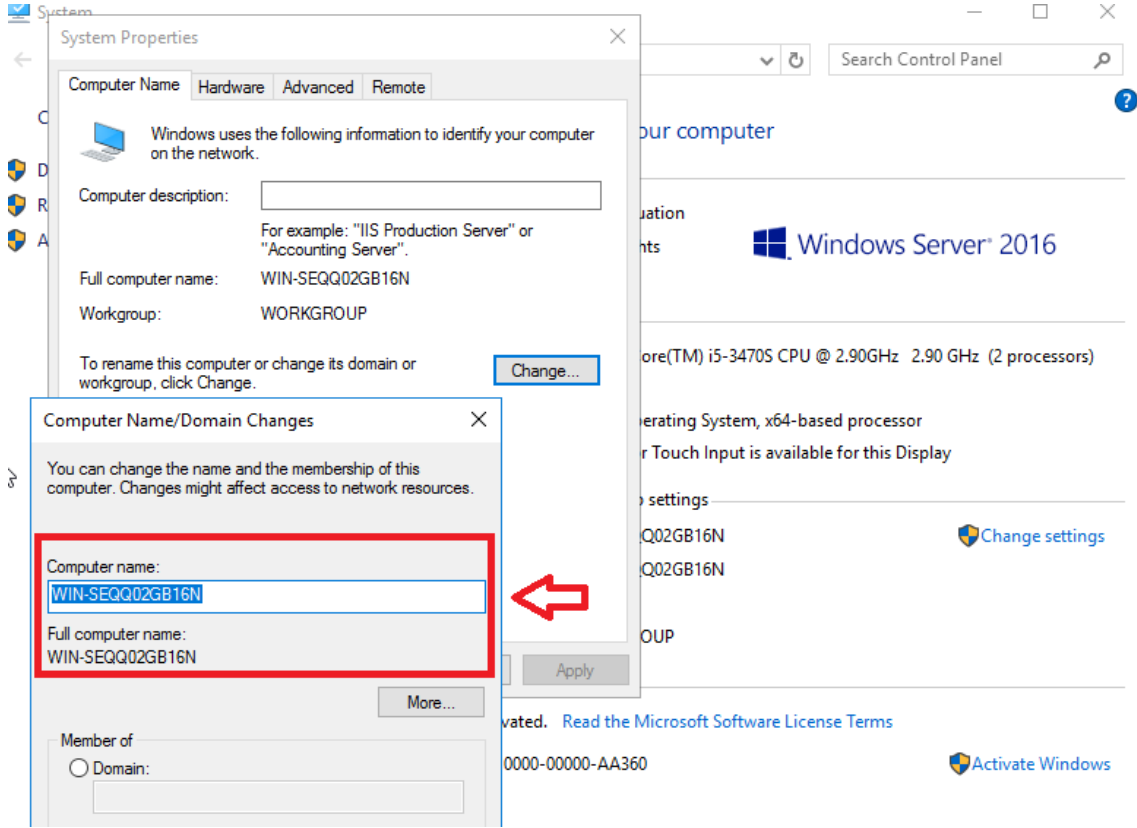 System
System Properties
Search Control Panel
Computer Name
Hardware
Advanced
Remote
Windows uses the following information to identify your computer
on the network.
Computer description:
For example: "IIS Production Server" or
"Accounting Server".
Full computer name:
WIN-SEQQ02GB16N
Workgroup:
WORKGROUP
To rename this computer or change its domain or
workgroup, click Change.
Change...
Apply
Computer Name/Domain Changes
You can change the name and the membership of this
computer. Changes might affect access to network resources.
Computer name:
WIN-SEQQ02GB16N
Full computer name:
WIN-SEQQ02GB16N
More...
Member of
Domain:
C
D
R
A
?
our computer
uation
nts
Windows Server® 2016
ore(TM) i5-3470S CPU @ 2.90GHz 2.90 GHz (2 processors)
erating System, x64-based processor
r Touch Input is available for this Display
settings
Q02GB16N
Change settings
Q02GB16N
OUP
vated. Read the Microsoft Software License Terms
0000-00000-AA360
Activate Windows